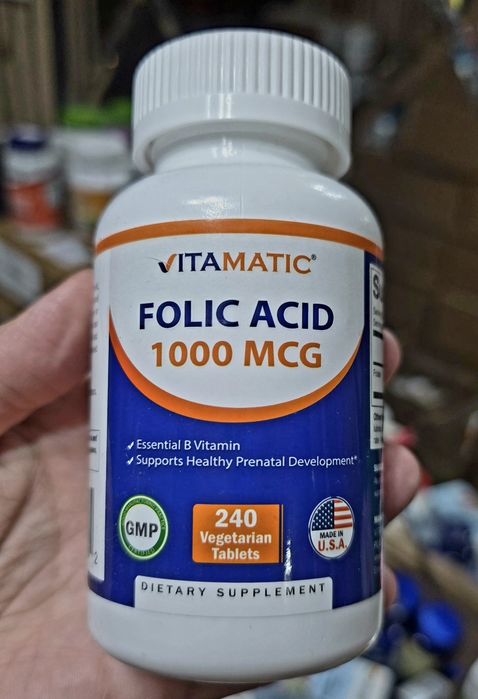 VITAMATIC®
FOLIC ACID
1000 MCG
Essential B Vitamin
Supports Healthy Prenatal Development*
GMP
CERTIFIED
240
Vegetarian
Tablets
MADE IN
U.S.A.
DIETARY SUPPLEMENT